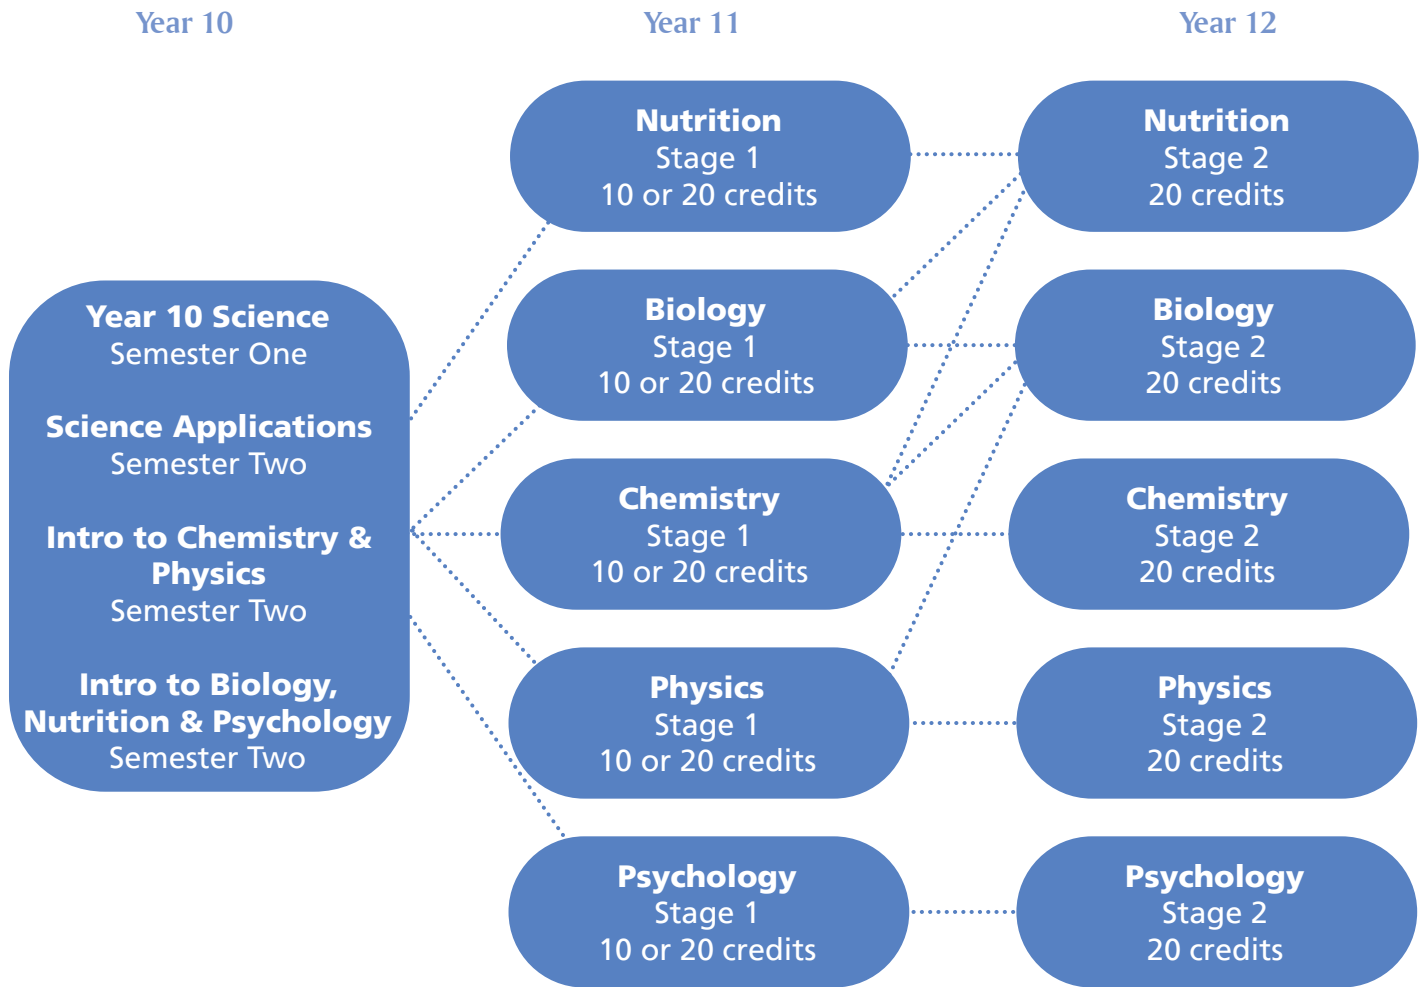 Year 10
Year 11
Year 12
Year 10 Science
Semester One
Science Applications
Semester Two
Intro to Chemistry &
Physics
Semester Two
Intro to Biology,
Nutrition & Psychology
Semester Two
Nutrition
Stage 1
10 or 20 credits
Biology
Stage 1
10 or 20 credits
Chemistry
Stage 1
10 or 20 credits
Physics
Stage 1
10 or 20 credits
Psychology
Stage 1
10 or 20 credits
Nutrition
Stage 2
20 credits
Biology
Stage 2
20 credits
Chemistry
Stage 2
20 credits
Physics
Stage 2
20 credits
Psychology
Stage 2
20 credits